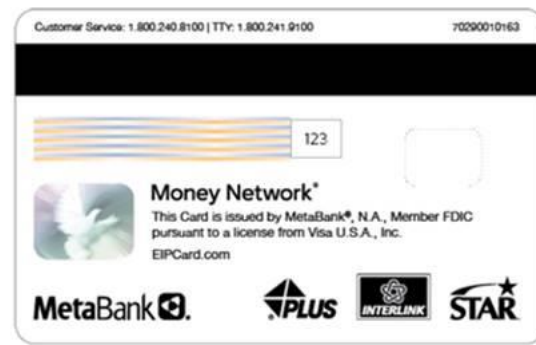 Customer Service: 1.800.240.8100 | TTY: 1.800.241.9100 70290010163
123
Money Network*
This Card is issued by MetaBank®, N.A., Member FDIC
pursuant to a license from Visa U.S.A., Inc.
EIPCard.com
MetaBank PLUS INTERLINK STAR